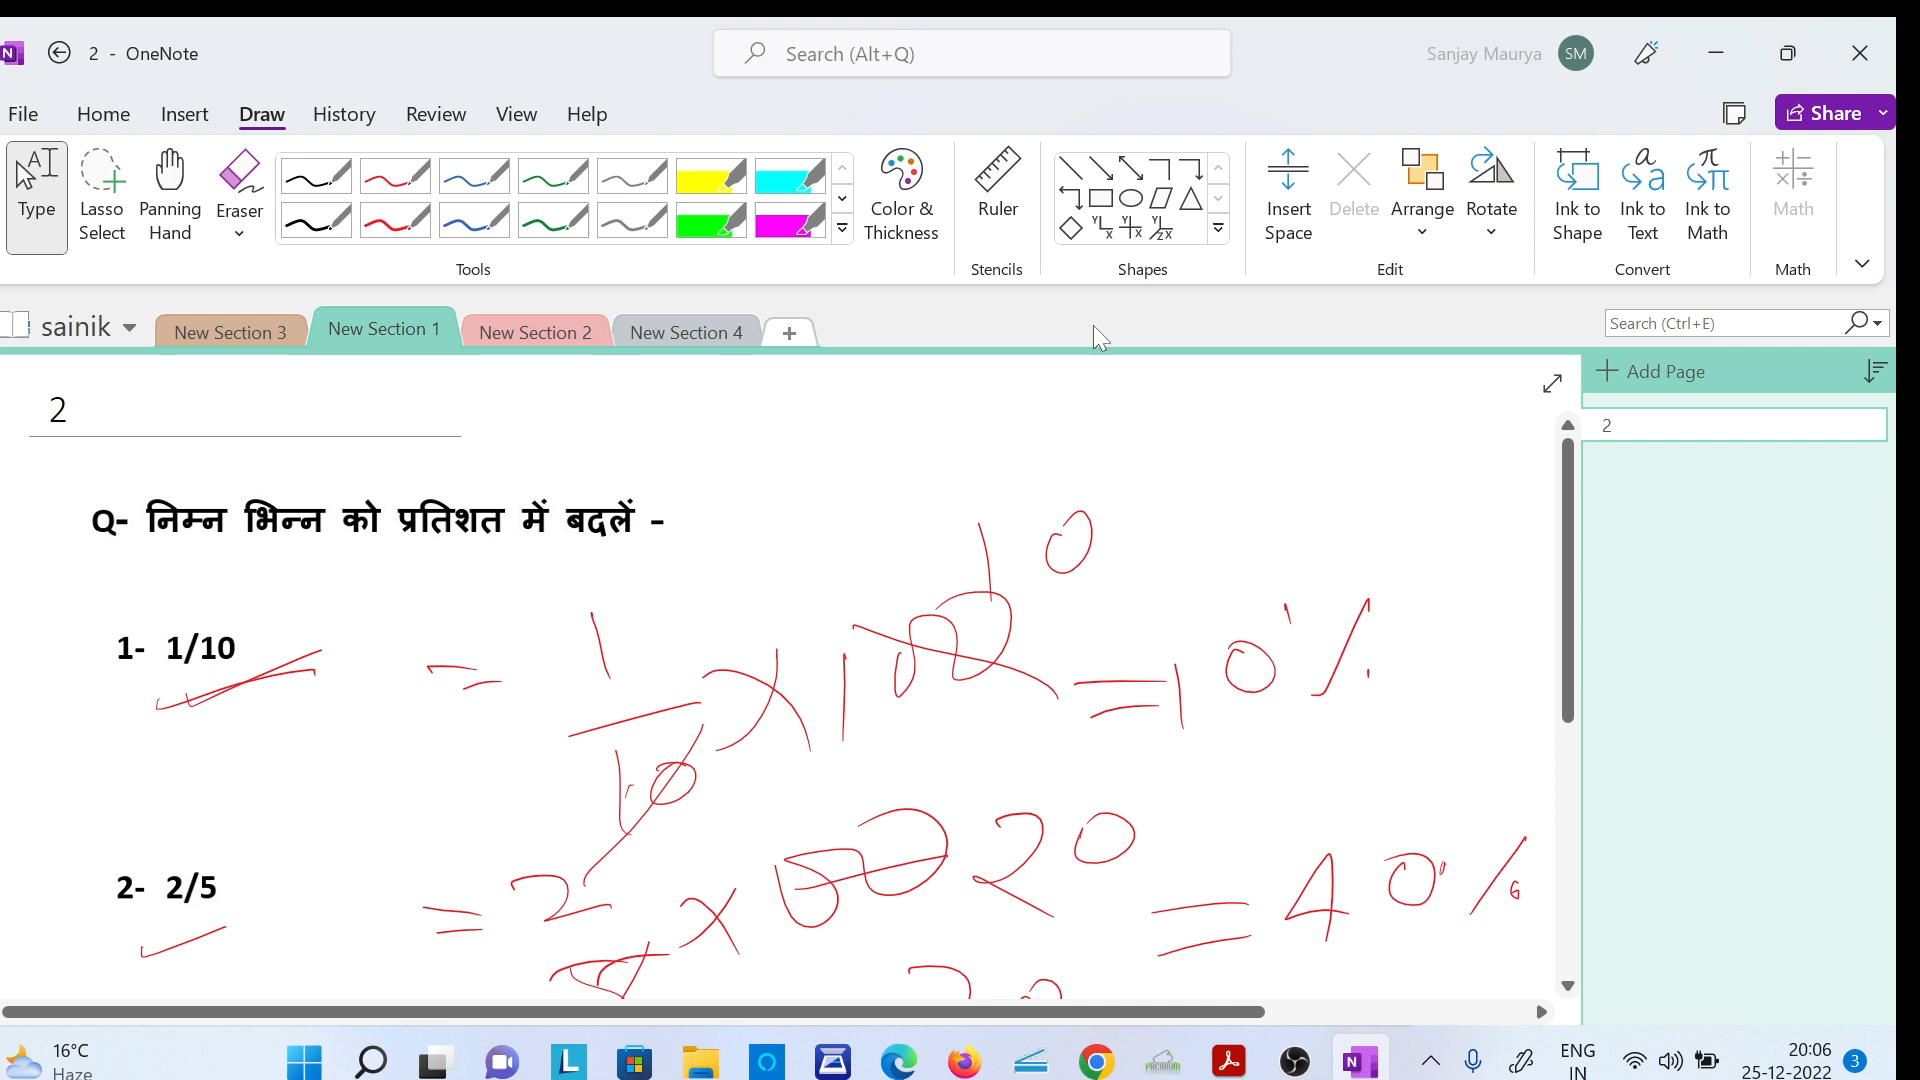 2 - OneNote
Search (Alt+Q)
Sanjay Maurya SM
File Home Insert Draw History Review View Help
Share
Type
Lasso Select
Panning Hand
Eraser
Color & Thickness
Ruler
Insert Space
Delete
Arrange
Rotate
Ink to Shape
Ink to Text
Ink to Math
Math
Tools Stencils Shapes Edit Convert Math
sainik New Section 3 New Section 1 New Section 2 New Section 4 +
Search (Ctrl+E)
Add Page
2
2
Q- निम्न भिन्न को प्रतिशत में बदलें -
10
1- 1/10 = 1/10 × 100 = 10%
20
2- 2/5 = 2/5 × 100 = 40%
16°C
Haze
ENG
IN
20:06
25-12-2022
3